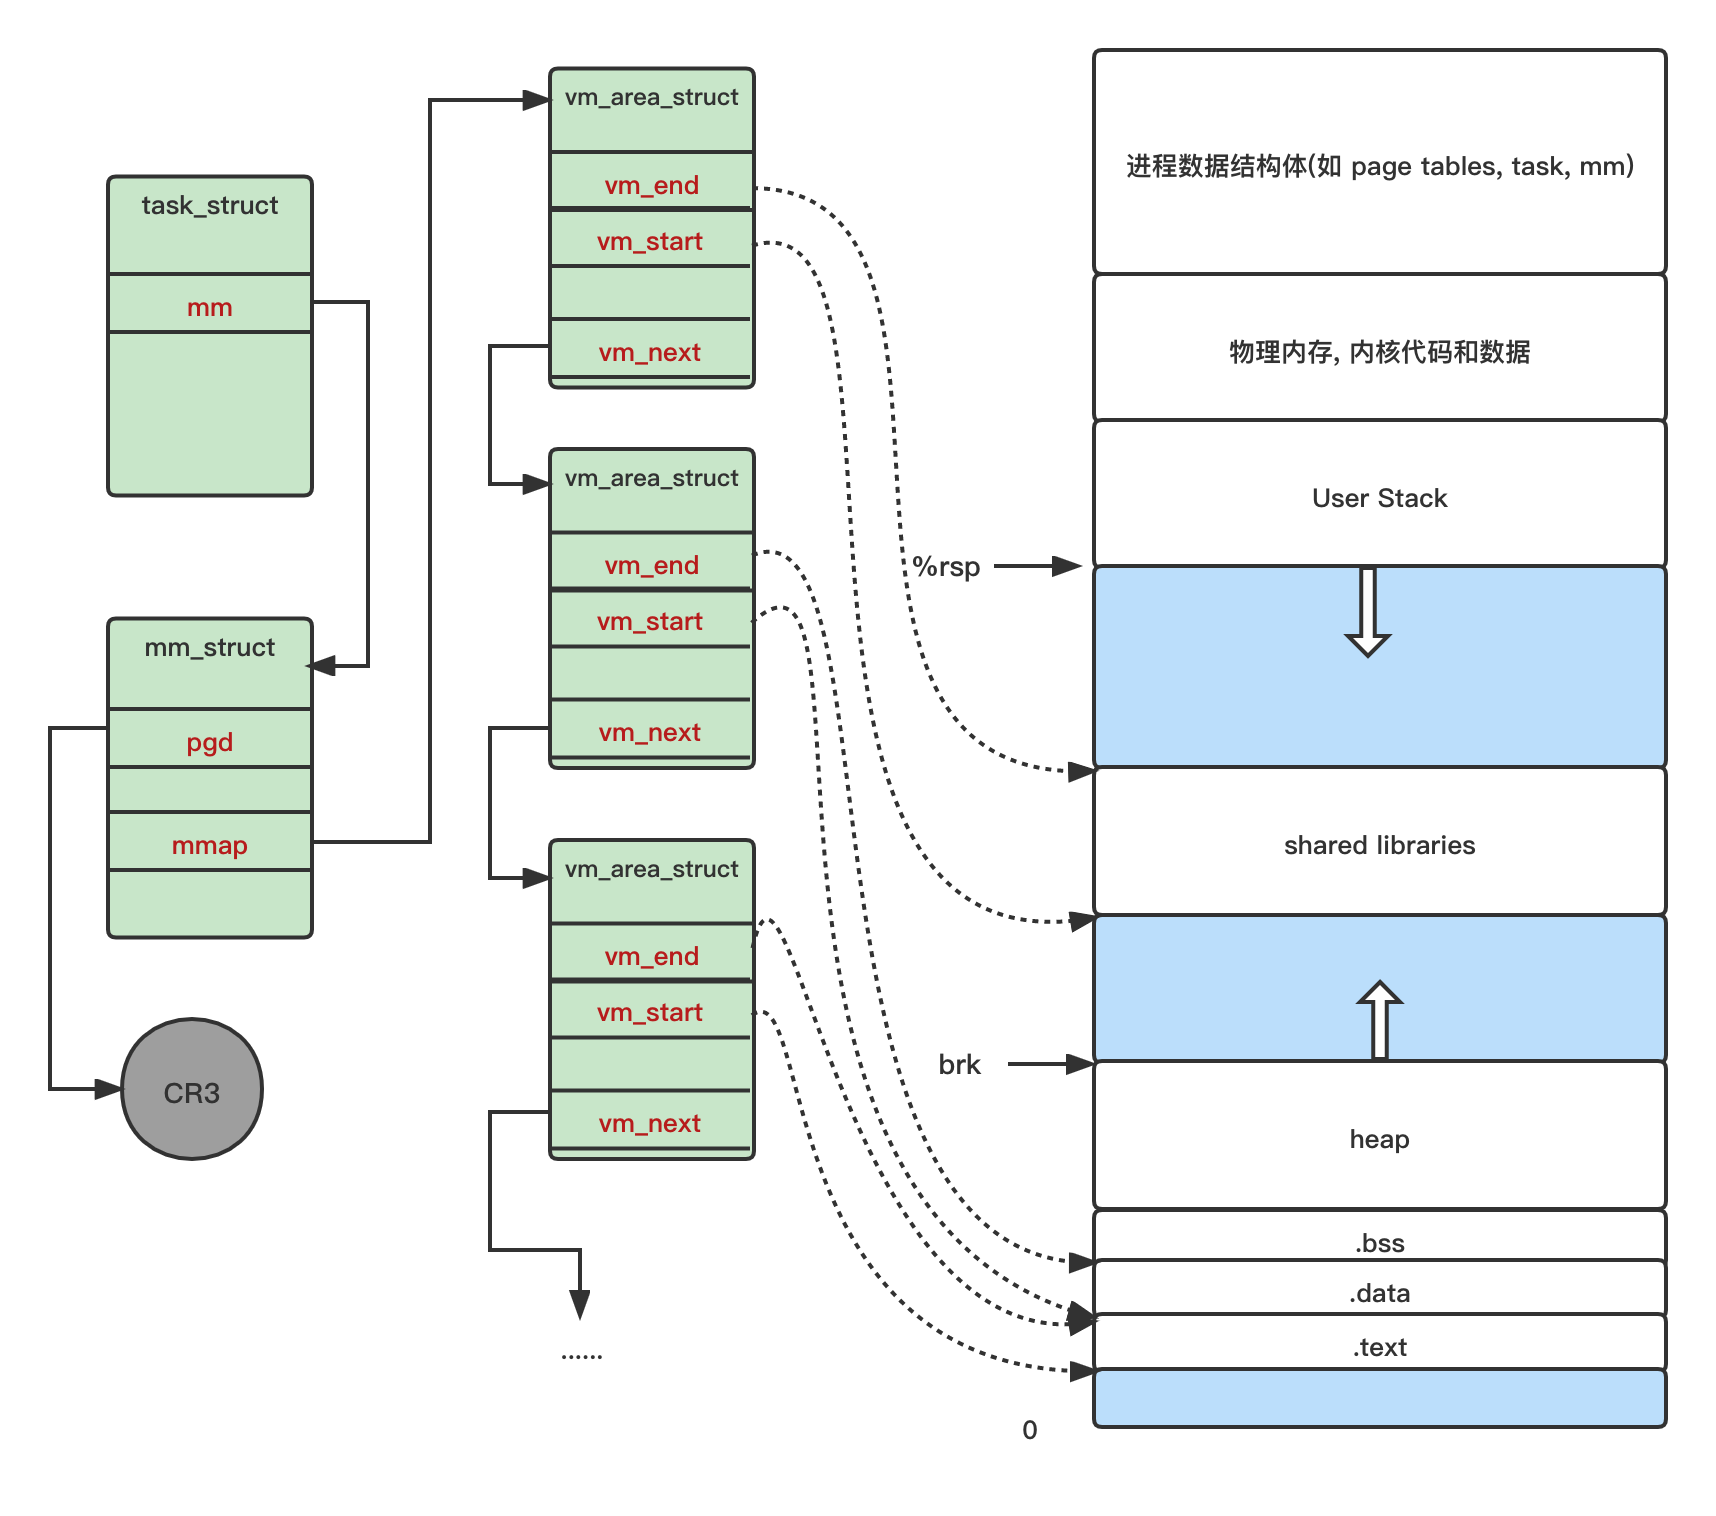 task_struct
mm
mm_struct
pgd
mmap
CR3
vm_area_struct
vm_end
vm_start
vm_next
vm_area_struct
vm_end
vm_start
vm_next
vm_area_struct
vm_end
vm_start
vm_next
......
%rsp
brk
0
进程数据结构体(如 page tables, task, mm)
物理内存, 内核代码和数据
User Stack
shared libraries
heap
.bss
.data
.text